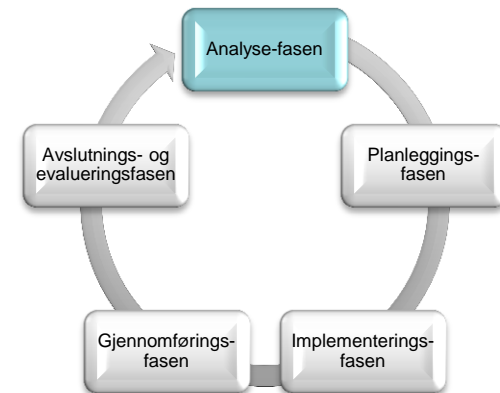 Analyse-fasen
Planleggings-
fasen
Implementerings-
fasen
Gjennomførings-
fasen
Avslutnings- og
evalueringsfasen